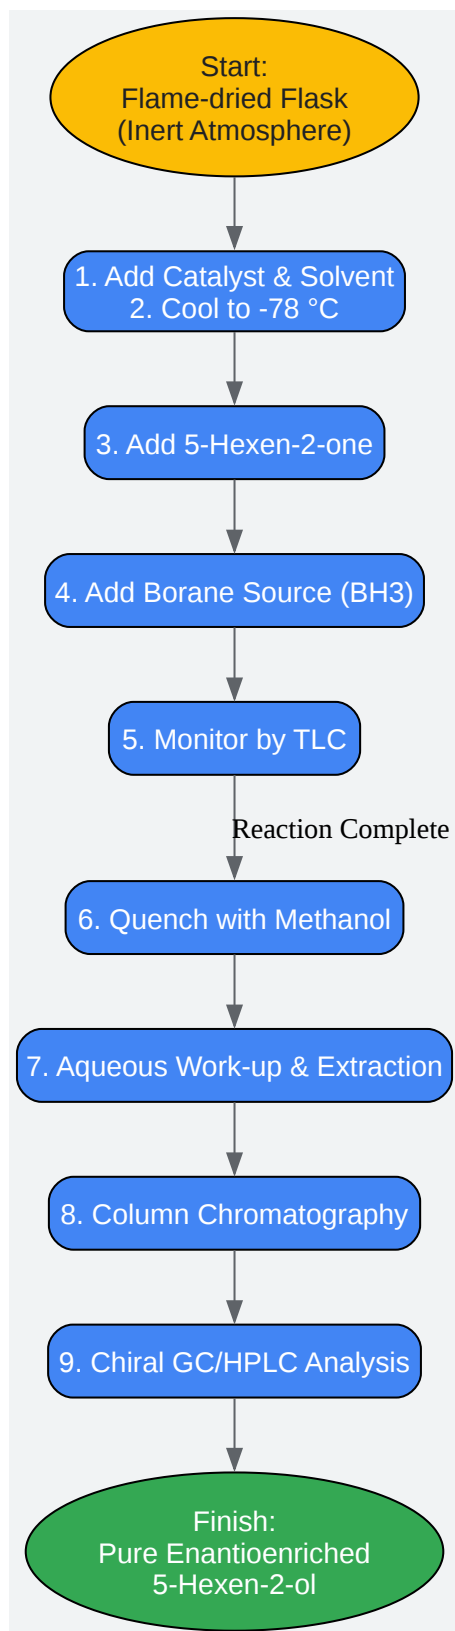 Start:
Flame-dried Flask
(Inert Atmosphere)
1. Add Catalyst & Solvent
2. Cool to -78 °C
3. Add 5-Hexen-2-one
4. Add Borane Source (BH3)
5. Monitor by TLC
Reaction Complete
6. Quench with Methanol
7. Aqueous Work-up & Extraction
8. Column Chromatography
9. Chiral GC/HPLC Analysis
Finish:
Pure Enantioenriched
5-Hexen-2-ol